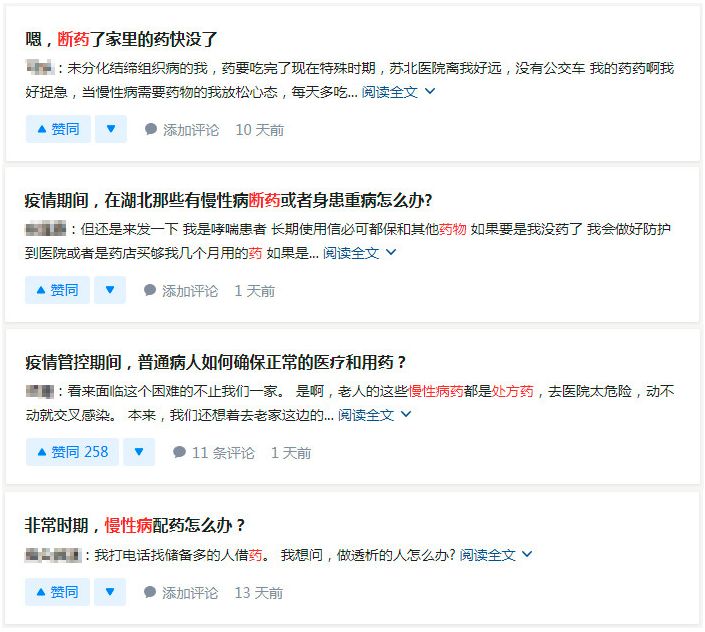 嗯，断药了家里的药快没了
：未分化结缔组织病的我，药要吃完了现在特殊时期，苏北医院离我好远，没有公交车 我的药药啊我
好捉急，当慢性病需要药物的我放松心态，每天多吃... 阅读全文
赞同 添加评论 10 天前
疫情期间，在湖北那些有慢性病断药或者身患重病怎么办?
：但还是来发一下 我是哮喘患者 长期使用信必可都保和其他药物 如果要是我没药了 我会做好防护
到医院或者是药店买够我几个月用的药 如果是... 阅读全文
赞同 添加评论 1 天前
疫情管控期间，普通病人如何确保正常的医疗和用药？
：看来面临这个困难的不止我们一家。 是啊，老人的这些慢性病药都是处方药，去医院太危险，动不
动就交叉感染。 本来，我们还想着去老家这边的... 阅读全文
赞同 258 11 条评论 1 天前
非常时期，慢性病配药怎么办？
：我打电话找储备多的人借药。 我想问，做透析的人怎么办? 阅读全文
赞同 添加评论 13 天前